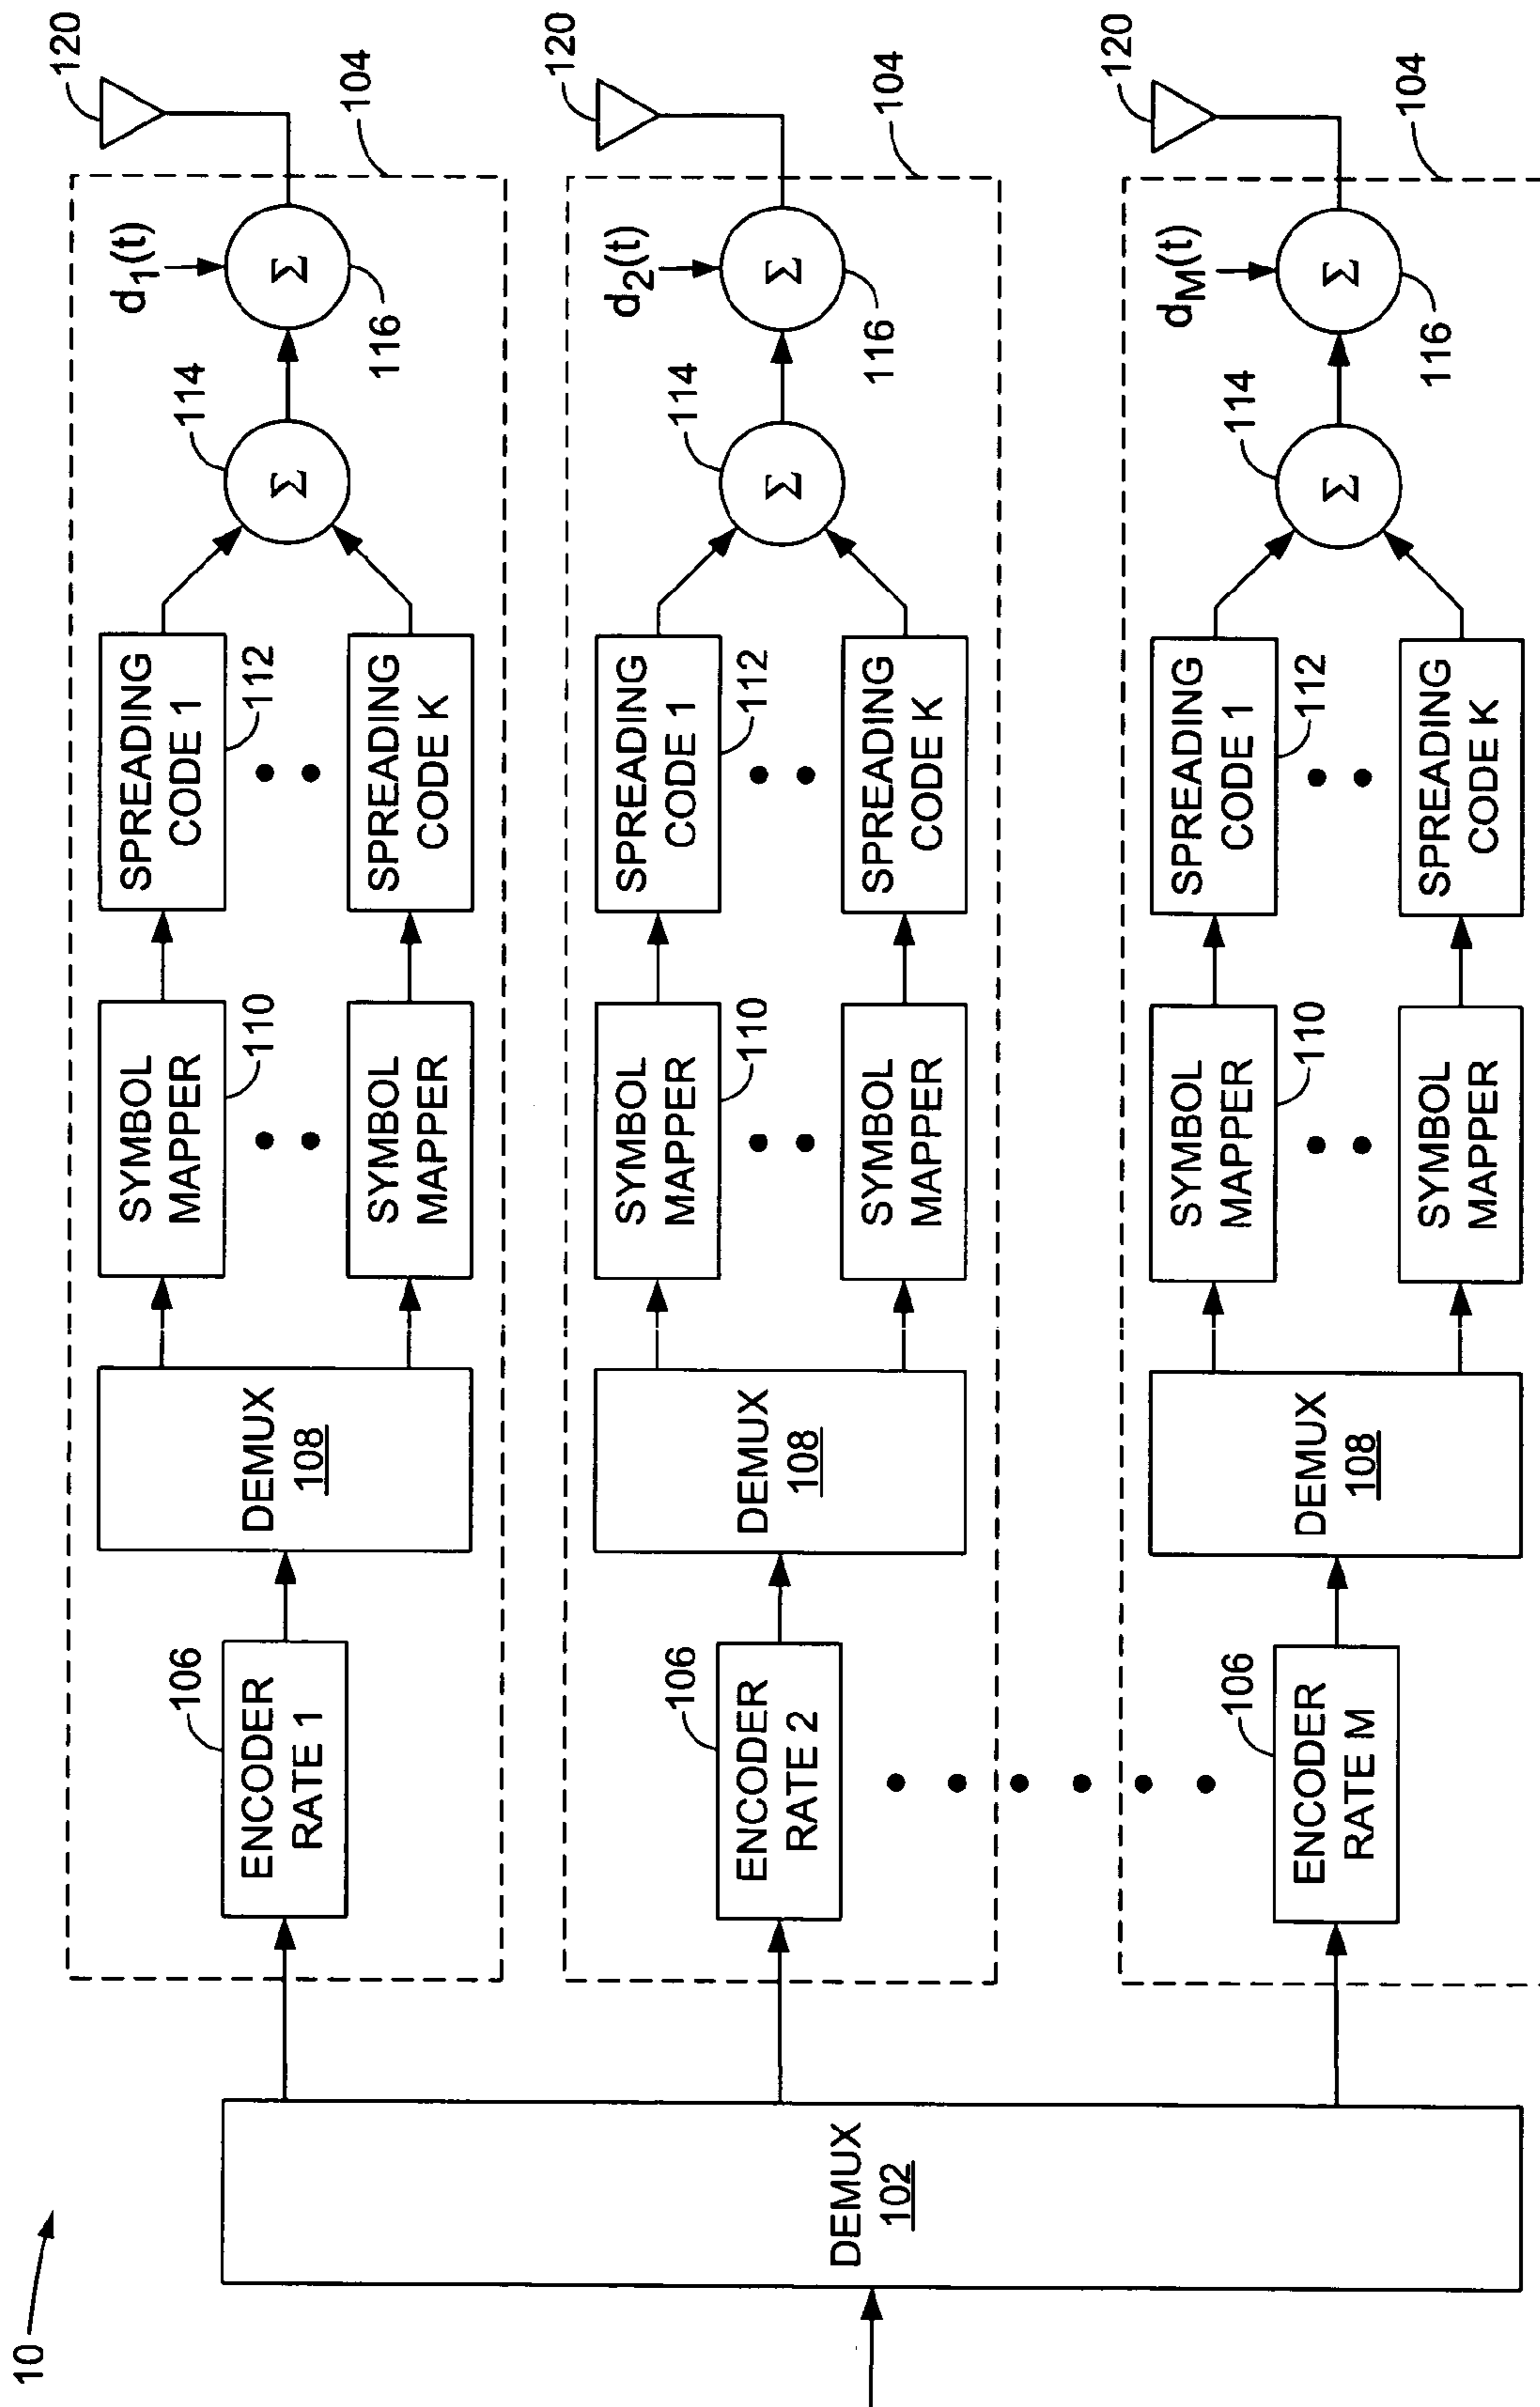 10
DEMUX
102
106
ENCODER
RATE 1
DEMUX
108
SYMBOL
MAPPER
110
SYMBOL
MAPPER
SPREADING
CODE 1
112
SPREADING
CODE K
114
Σ
d1(t)
Σ
116
120
104
106
ENCODER
RATE 2
DEMUX
108
SYMBOL
MAPPER
110
SYMBOL
MAPPER
SPREADING
CODE 1
112
SPREADING
CODE K
114
Σ
d2(t)
Σ
116
120
104
106
ENCODER
RATE M
DEMUX
108
SYMBOL
MAPPER
110
SYMBOL
MAPPER
SPREADING
CODE 1
112
SPREADING
CODE K
114
Σ
dM(t)
Σ
116
120
104